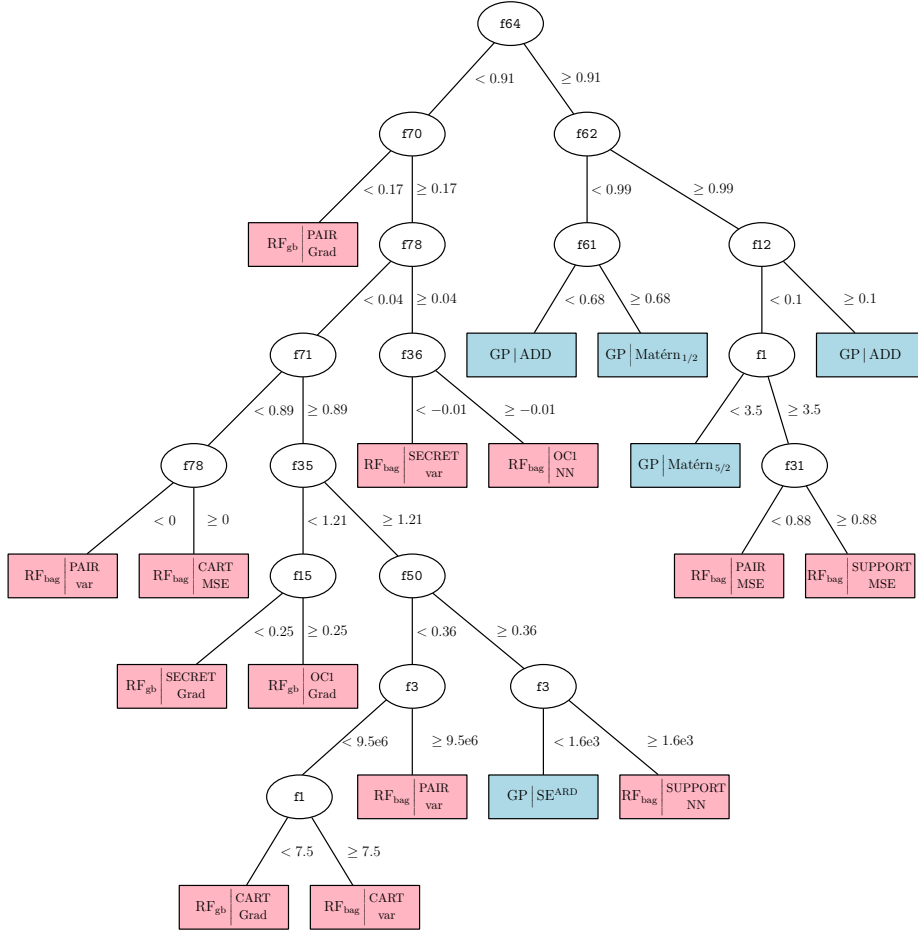 f64
< 0.91
≥ 0.91
f70
f62
< 0.17
≥ 0.17
< 0.99
≥ 0.99
RFgb | PAIR
Grad
f78
f61
f12
< 0.04
≥ 0.04
< 0.68
≥ 0.68
< 0.1
≥ 0.1
f71
f36
GP | ADD
GP | Matérn1/2
f1
GP | ADD
< 0.89
≥ 0.89
< −0.01
≥ −0.01
< 3.5
≥ 3.5
f78
f35
RFbag | SECRET
var
RFbag | OC1
NN
GP | Matérn5/2
f31
< 0
≥ 0
< 1.21
≥ 1.21
< 0.88
≥ 0.88
RFbag | PAIR
var
RFbag | CART
MSE
f15
f50
RFbag | PAIR
MSE
RFbag | SUPPORT
MSE
< 0.25
≥ 0.25
< 0.36
≥ 0.36
RFgb | SECRET
Grad
RFgb | OC1
Grad
f3
f3
< 9.5e6
≥ 9.5e6
< 1.6e3
≥ 1.6e3
f1
RFbag | PAIR
var
GP | SE^ARD
RFbag | SUPPORT
NN
< 7.5
≥ 7.5
RFgb | CART
Grad
RFbag | CART
var